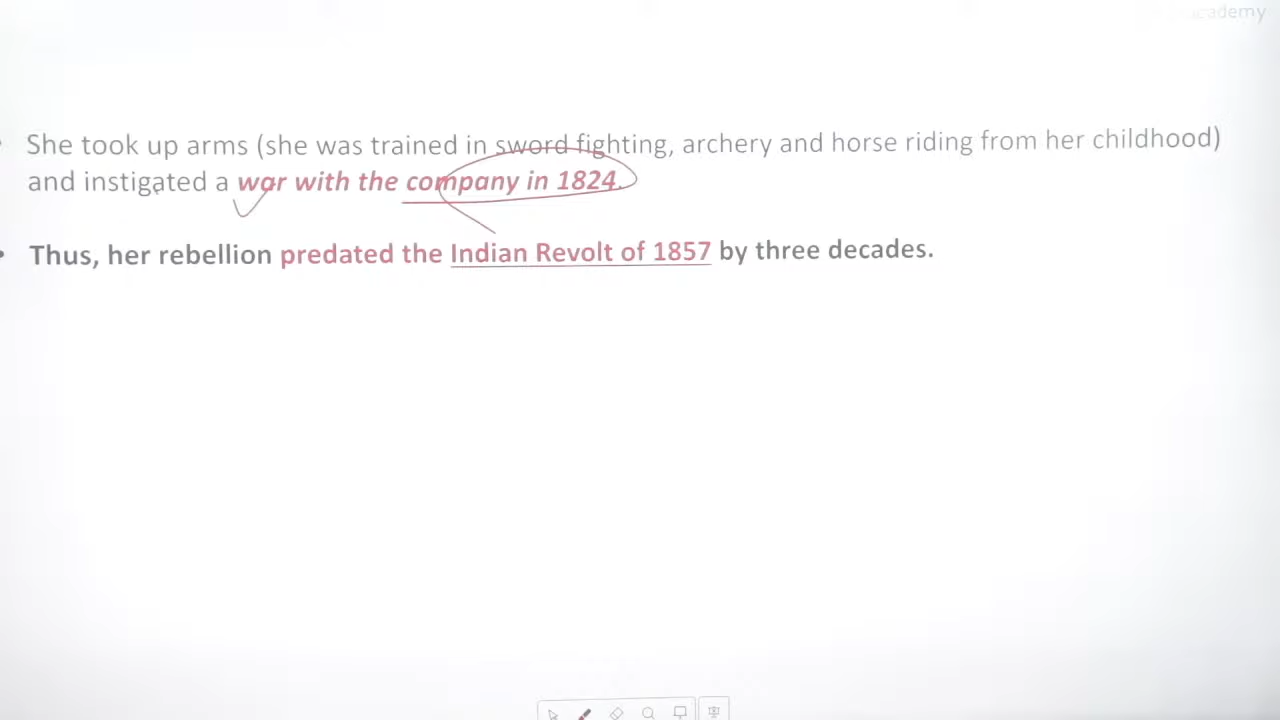 academy
She took up arms (she was trained in sword fighting, archery and horse riding from her childhood)
and instigated a war with the company in 1824.
Thus, her rebellion predated the Indian Revolt of 1857 by three decades.